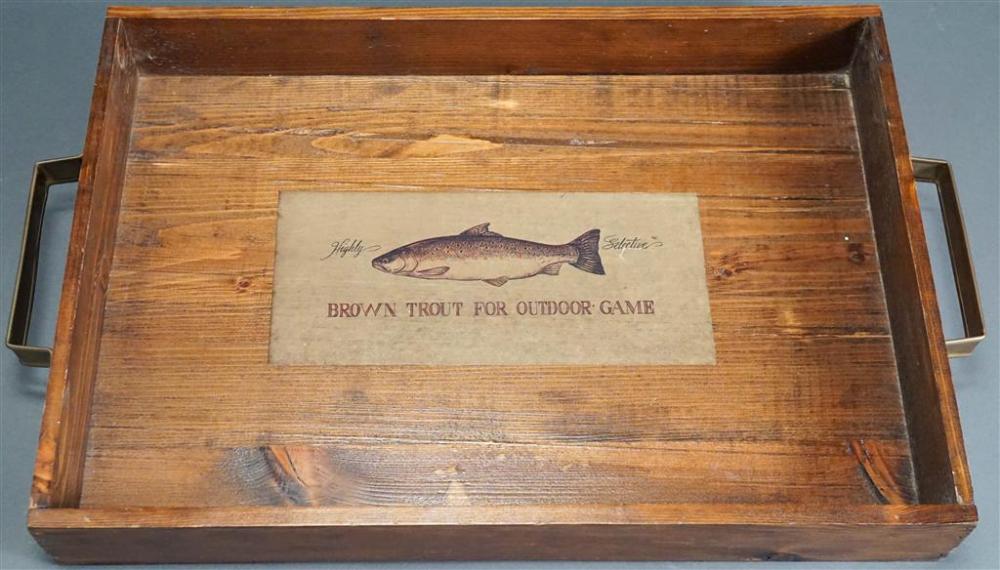 Highly Selective
BROWN TROUT FOR OUTDOOR·GAME